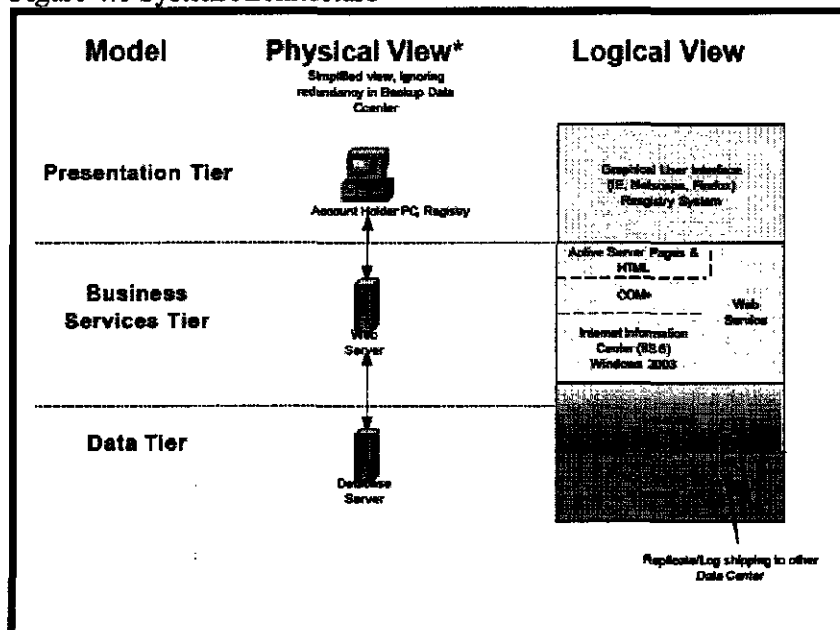 Model Physical View* Logical View
Simplified view, ignoring
redundancy in Backup Data
Presentation Tier
Graphical User Interface
(IE, Netscape, Firefox)
System
Account Holder PC, Registry
Active Server Pages &
HTML
COM+
Business
Services Tier
Web
Service
Web
Server
Internet Information
Center (IIS 6)
Windows 2003
Data Tier
Database
Server
Replicate/Log shipping to other
Data Center